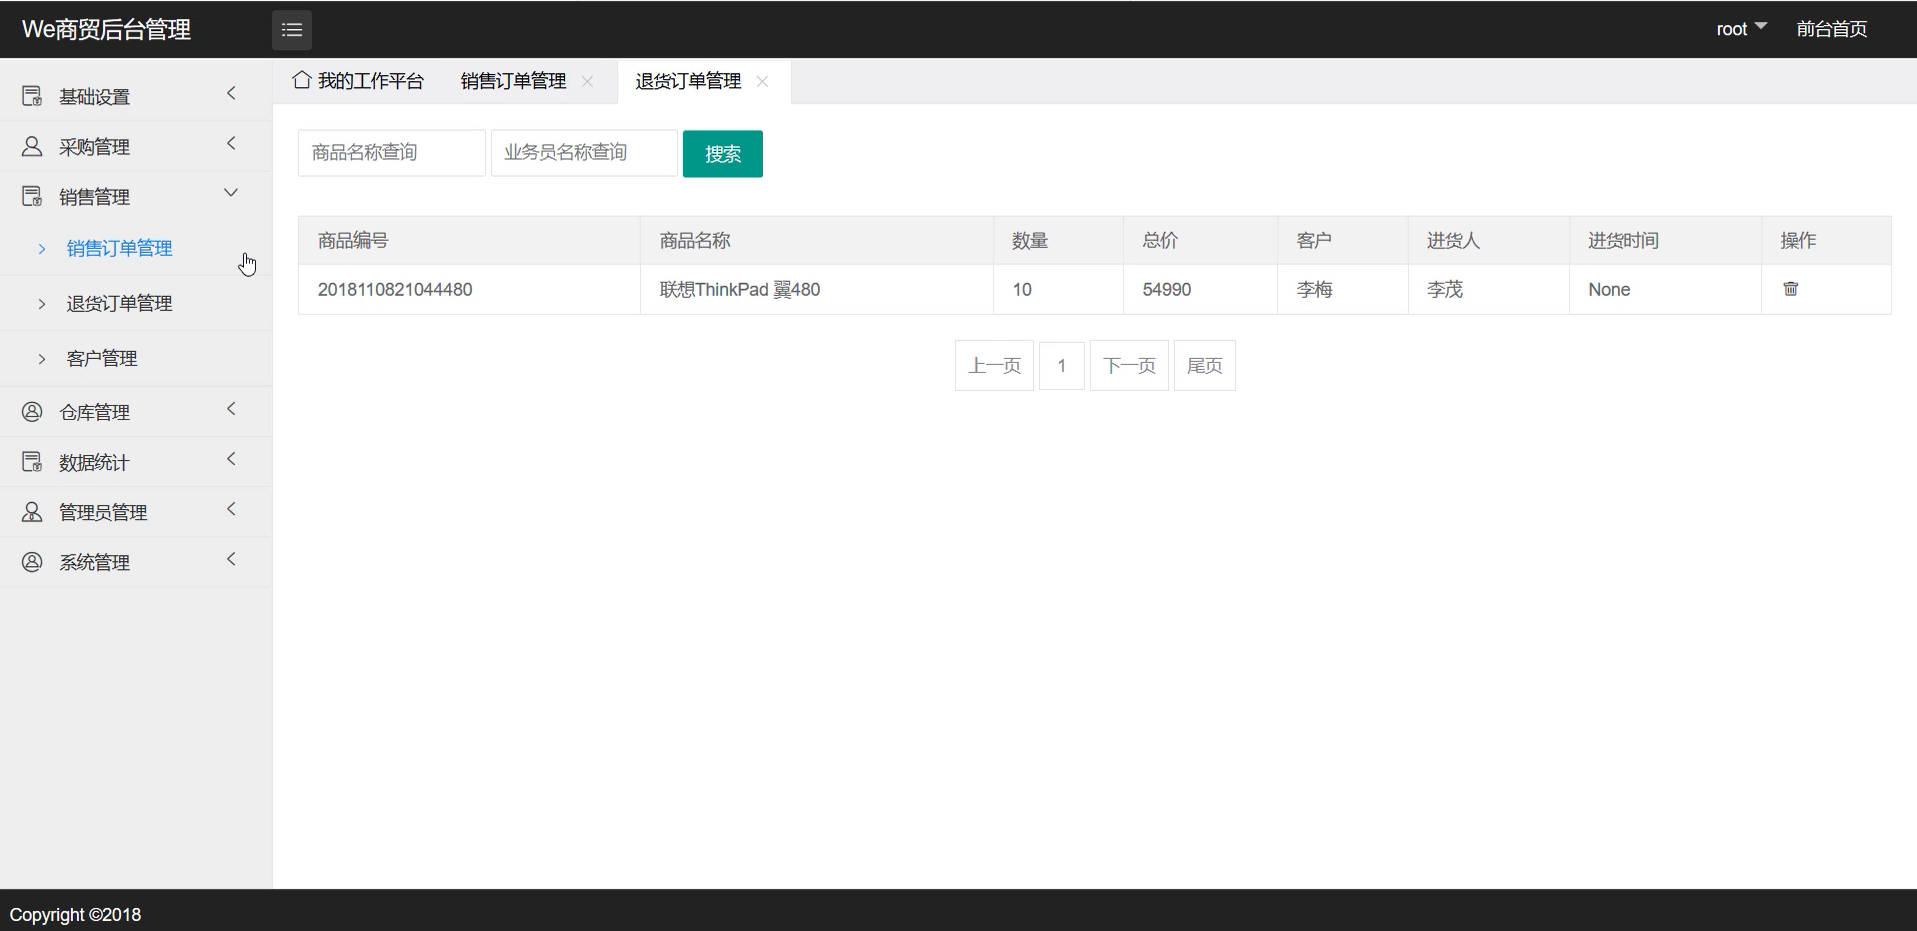 We商贸后台管理
root
前台首页
基础设置
采购管理
销售管理
销售订单管理
退货订单管理
客户管理
仓库管理
数据统计
管理员管理
系统管理
我的工作平台 销售订单管理 退货订单管理
商品名称查询 业务员名称查询 搜索
商品编号 商品名称 数量 总价 客户 进货人 进货时间 操作
2018110821044480 联想ThinkPad 翼480 10 54990 李梅 李茂 None
上一页 1 下一页 尾页
Copyright ©2018